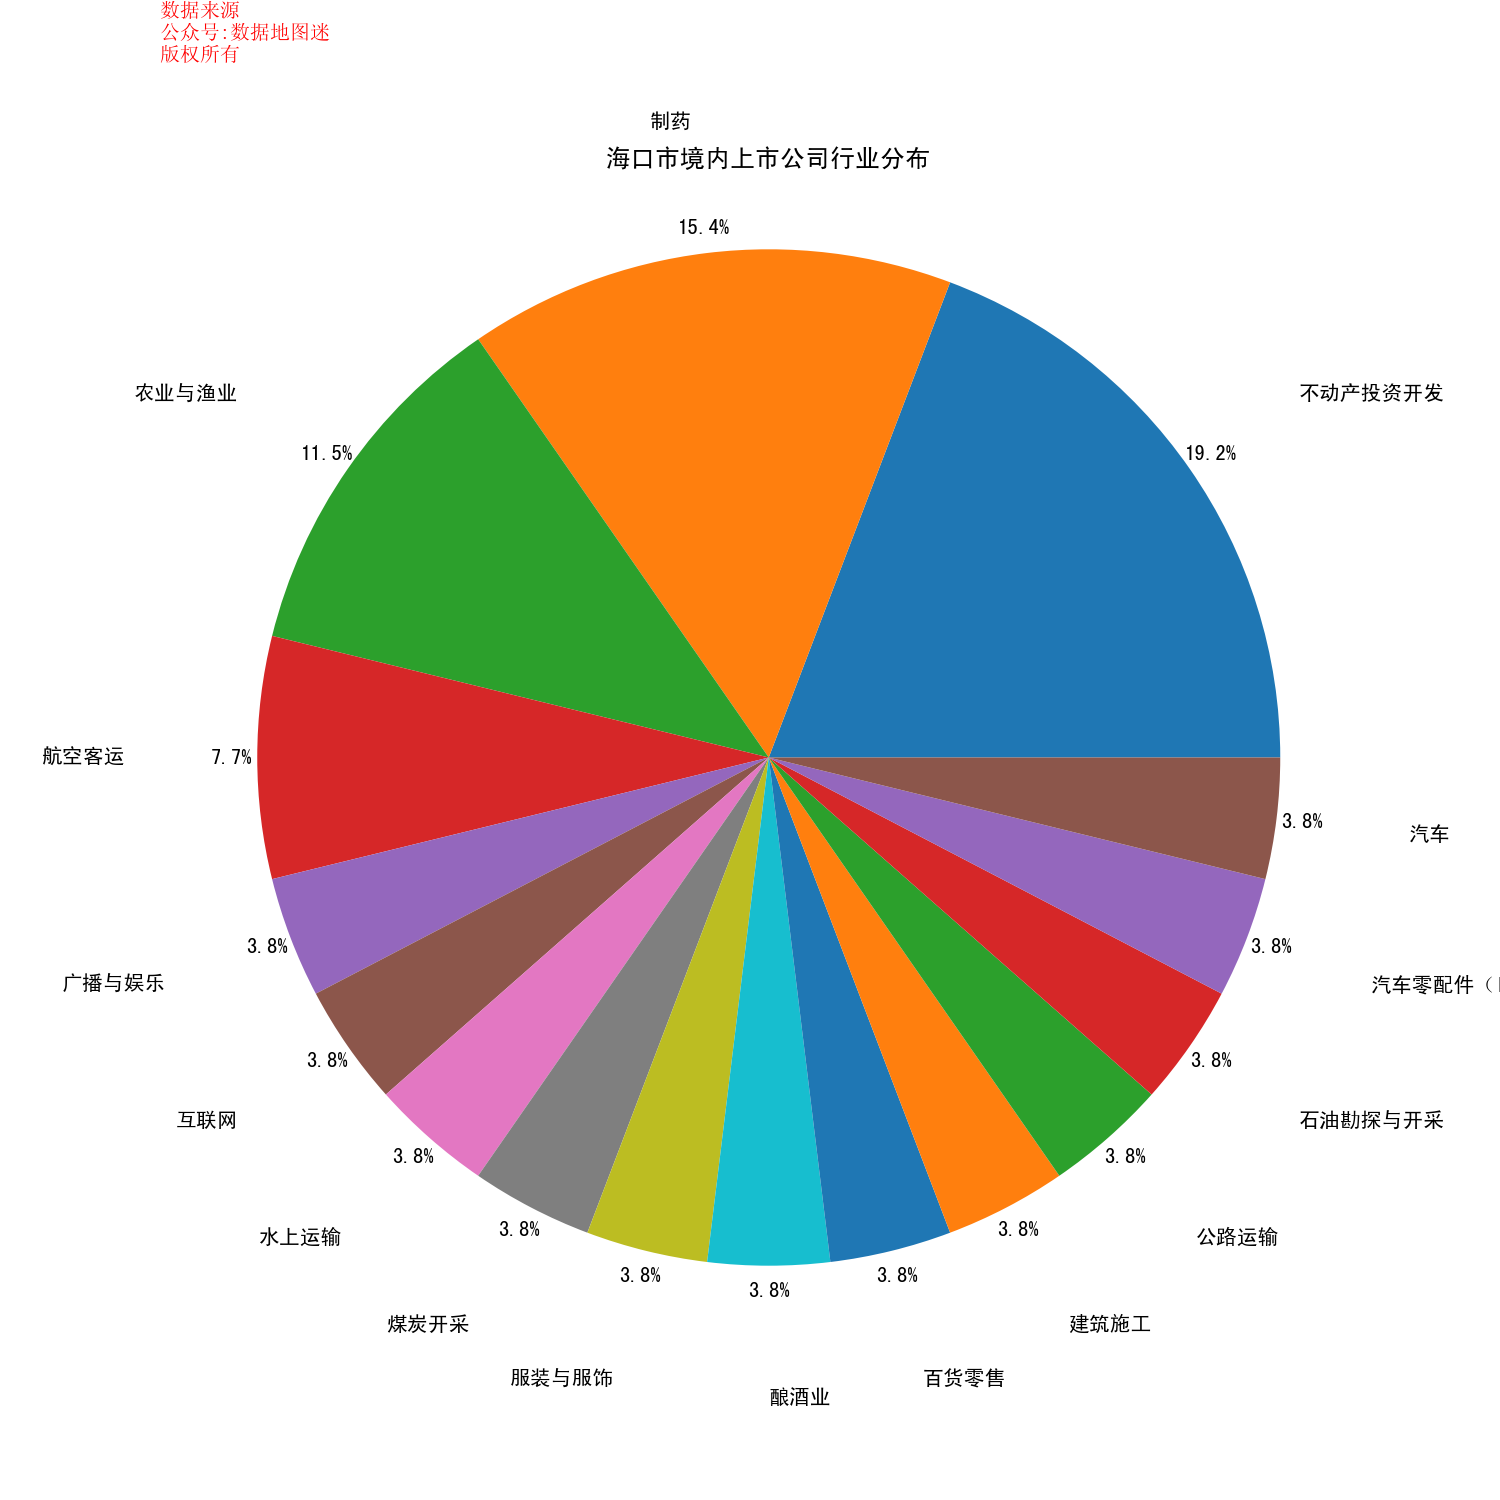 数据来源
公众号:数据地图迷
版权所有
制药
海口市境内上市公司行业分布
15.4%
农业与渔业
不动产投资开发
11.5%
19.2%
航空客运
7.7%
3.8%
汽车
3.8%
3.8%
广播与娱乐
汽车零配件（
3.8%
3.8%
互联网
石油勘探与开采
3.8%
3.8%
水上运输
公路运输
3.8%
3.8%
3.8%
3.8%
3.8%
煤炭开采
建筑施工
服装与服饰
百货零售
酿酒业